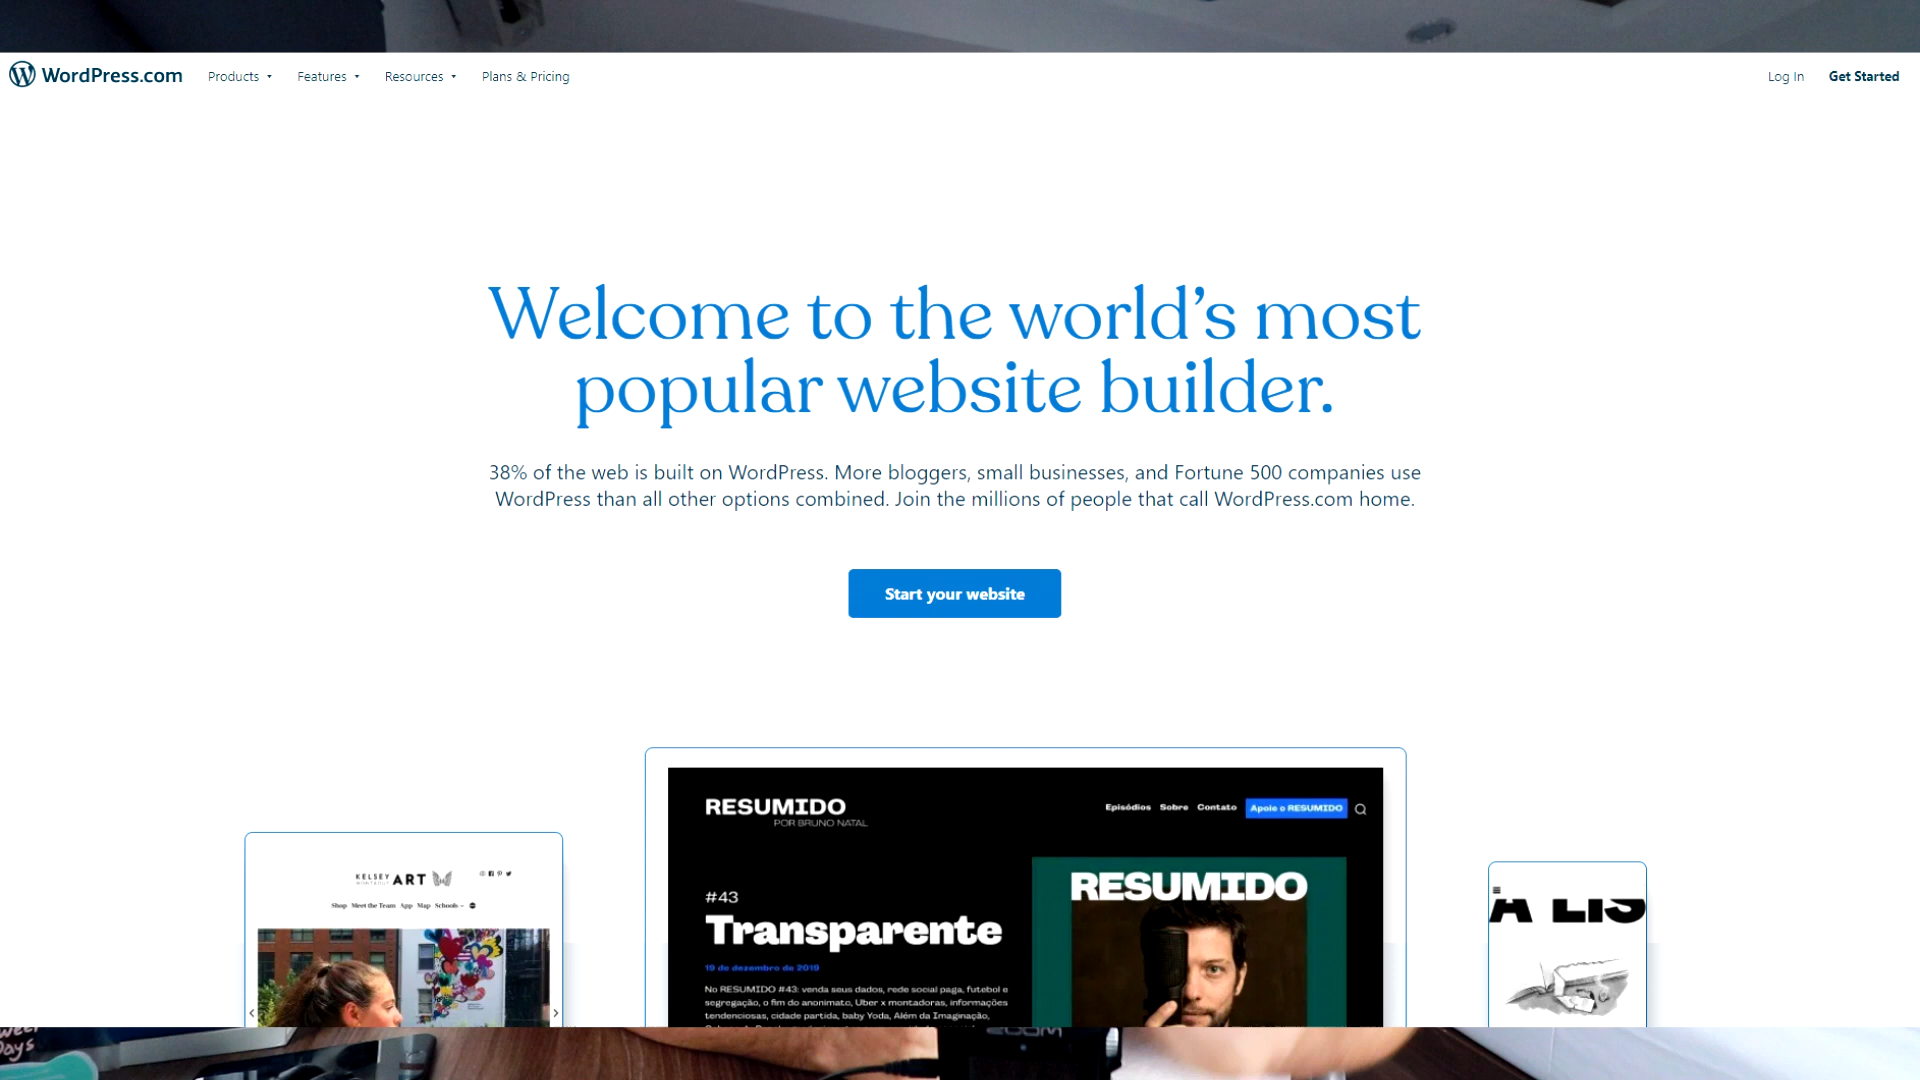 WordPress.com Products Features Resources Plans & Pricing Log In Get Started
Welcome to the world's most
popular website builder.
38% of the web is built on WordPress. More bloggers, small businesses, and Fortune 500 companies use
WordPress than all other options combined. Join the millions of people that call WordPress.com home.
Start your website
KELSEY ART
Shop Meet the Team App Map Schools
RESUMIDO
POR BRUNO NATAL
Episódios Sobre Contato Apoie o RESUMIDO
#43
Transparente
19 de dezembro de 2019
No RESUMIDO #43: venda seus dados, rede social paga, futebol e
segregação, o fim do anonimato, Uber x montadoras, informações
tendenciosas, cidade partida, baby Yoda, Além da Imaginação,
RESUMIDO
A LIS
Days
zoom